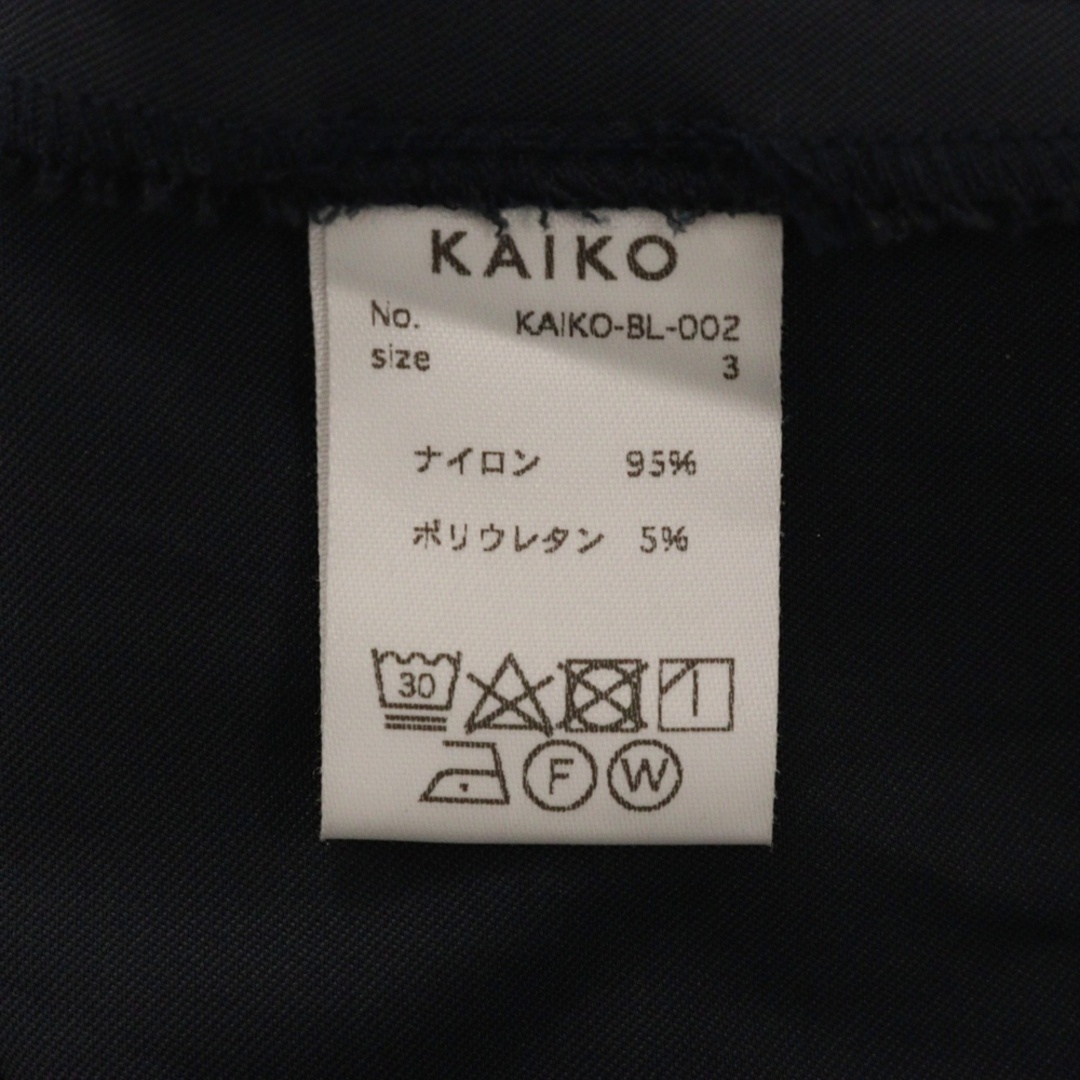 KAIKO
No. KAIKO-BL-002
size 3
ナイロン 95%
ポリウレタン 5%
30
F W